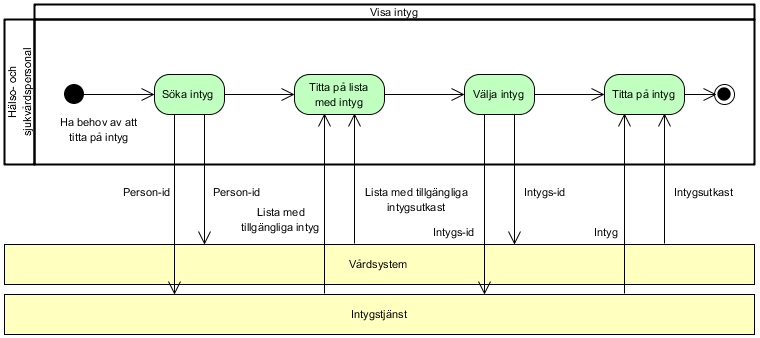 Visa intyg
Hälso- och
sjukvårdspersonal
Söka intyg
Titta på lista
med intyg
Välja intyg
Titta på intyg
Ha behov av att
titta på intyg
Person-id
Person-id
Lista med
tillgängliga intyg
Lista med tillgängliga
intygsutkast
Intygs-id
Intygs-id
Intyg
Intygsutkast
Vårdsystem
Intygstjänst